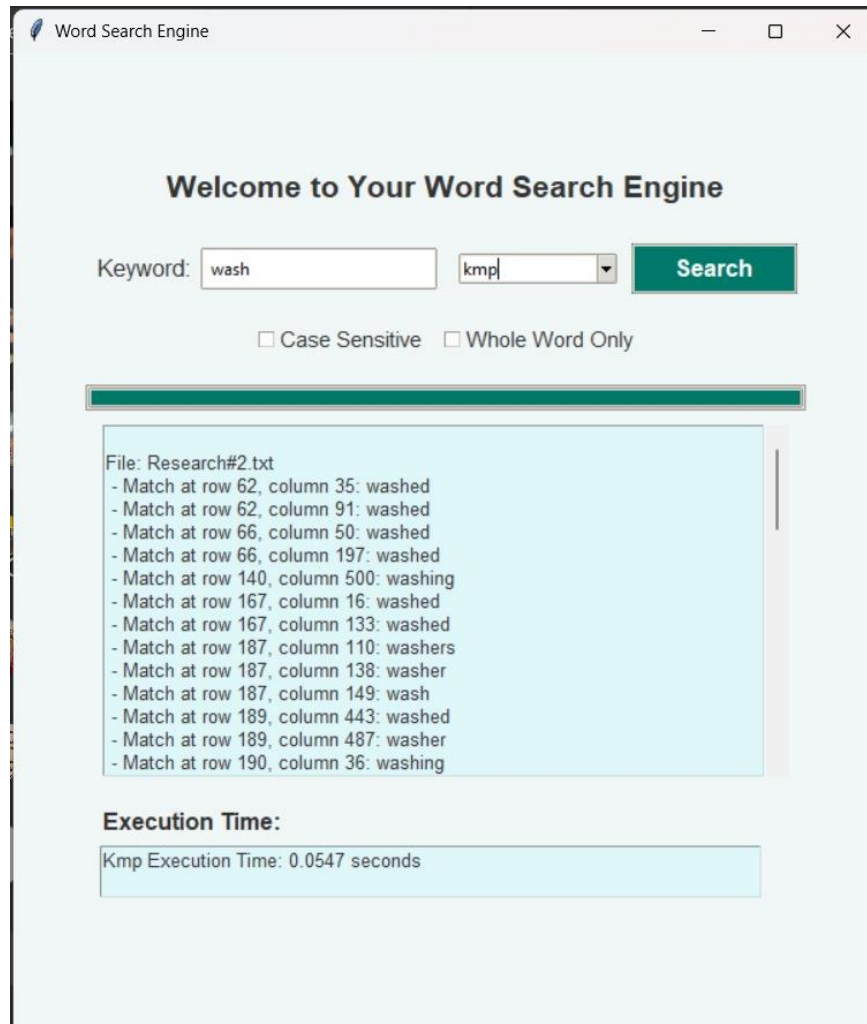 Word Search Engine
Welcome to Your Word Search Engine
Keyword: wash kmp Search
Case Sensitive Whole Word Only
File: Research#2.txt
- Match at row 62, column 35: washed
- Match at row 62, column 91: washed
- Match at row 66, column 50: washed
- Match at row 66, column 197: washed
- Match at row 140, column 500: washing
- Match at row 167, column 16: washed
- Match at row 167, column 133: washed
- Match at row 187, column 110: washers
- Match at row 187, column 138: washer
- Match at row 187, column 149: wash
- Match at row 189, column 443: washed
- Match at row 189, column 487: washer
- Match at row 190, column 36: washing
Execution Time:
Kmp Execution Time: 0.0547 seconds